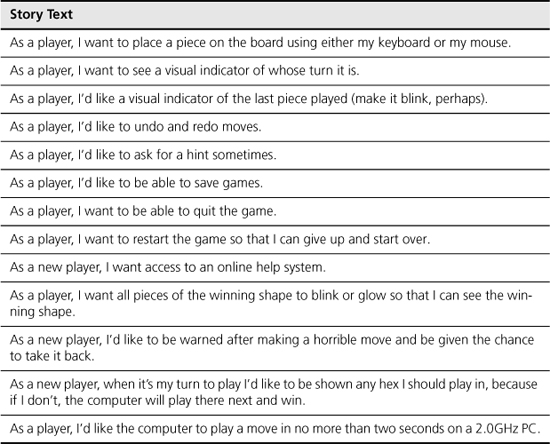 Story Text
As a player, I want to place a piece on the board using either my keyboard or my mouse.
As a player, I want to see a visual indicator of whose turn it is.
As a player, I’d like a visual indicator of the last piece played (make it blink, perhaps).
As a player, I’d like to undo and redo moves.
As a player, I’d like to ask for a hint sometimes.
As a player, I’d like to be able to save games.
As a player, I want to be able to quit the game.
As a player, I want to restart the game so that I can give up and start over.
As a new player, I want access to an online help system.
As a player, I want all pieces of the winning shape to blink or glow so that I can see the win-
ning shape.
As a new player, I’d like to be warned after making a horrible move and be given the chance
to take it back.
As a new player, when it’s my turn to play I’d like to be shown any hex I should play in, because
if I don’t, the computer will play there next and win.
As a player, I’d like the computer to play a move in no more than two seconds on a 2.0GHz PC.